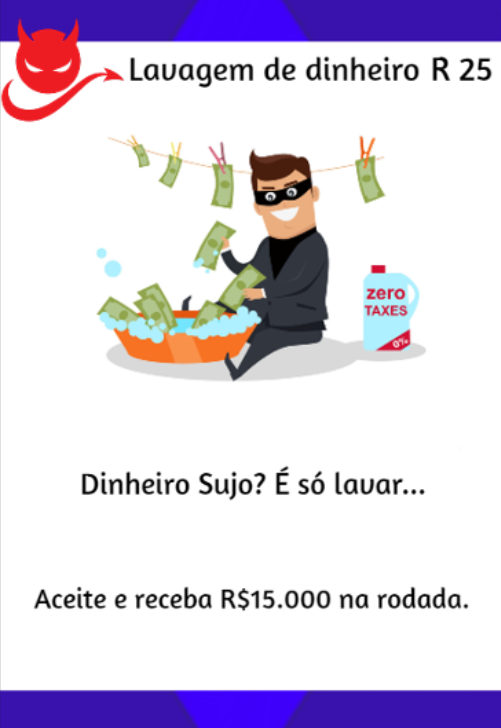 Lavagem de dinheiro R 25
zero
TAXES
0%
Dinheiro Sujo? É só lavar...
Aceite e receba R$15.000 na rodada.